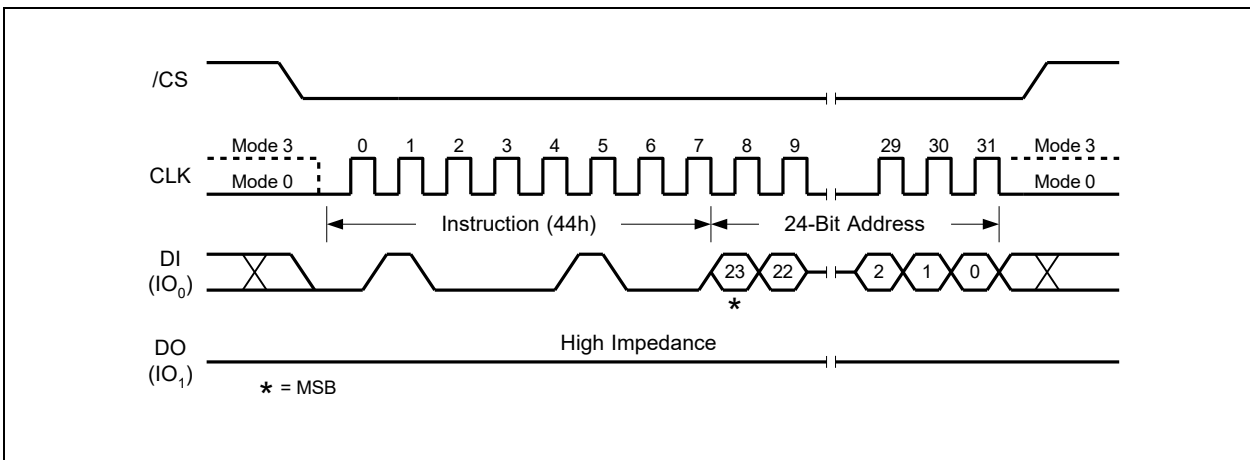 /CS
Mode 3 0 1 2 3 4 5 6 7 8 9 29 30 31 Mode 3
CLK Mode 0 Mode 0
Instruction (44h) 24-Bit Address
DI
(IO₀)
23 22 2 1 0
*
High Impedance
DO
(IO₁)
* = MSB